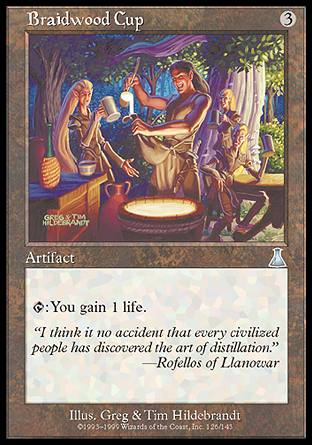 Braidwood Cup 3
GREG & TIM
HILDEBRANDT
Artifact
:You gain 1 life.
“I think it no accident that every civilized
people has discovered the art of distillation.”
—Rofellos of Llanowar
Illus. Greg & Tim Hildebrandt
©1993–1999 Wizards of the Coast, Inc. 126/143